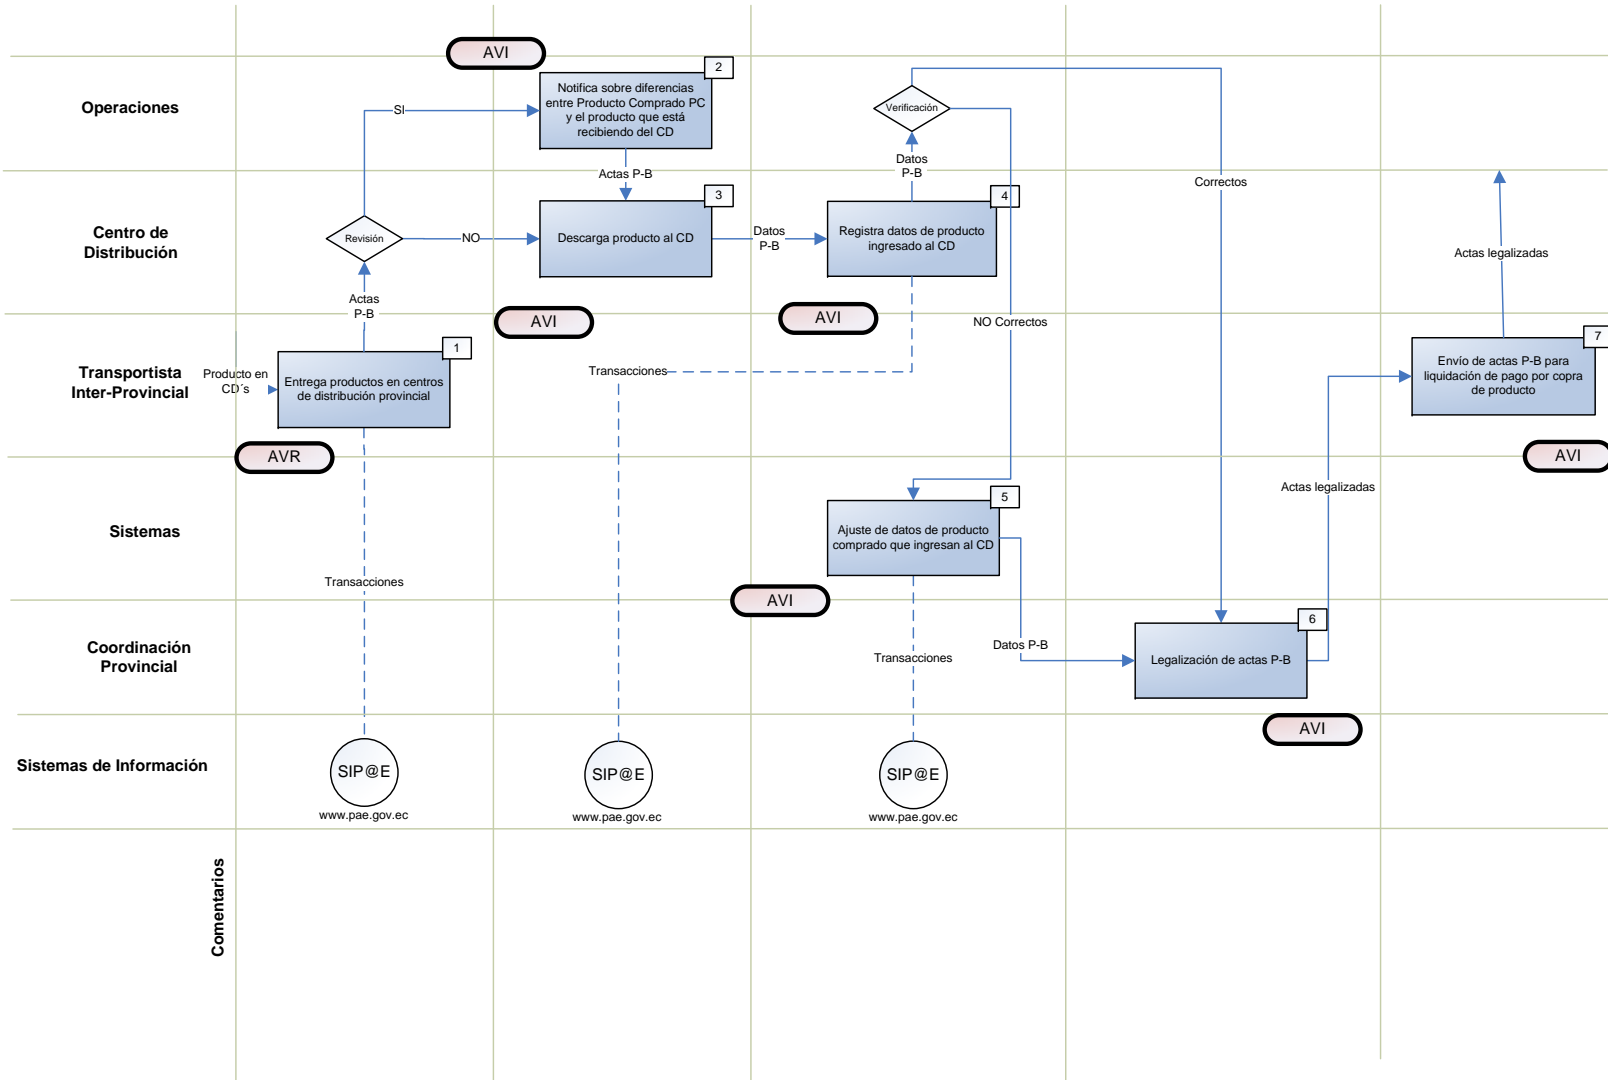 AVI
Operaciones
2
Notifica sobre diferencias
entre Producto Comprado PC
y el producto que está
recibiendo del CD
SI
Verificación
Actas P-B
Datos
P-B
Correctos
Centro de
Distribución
Revisión
NO
3
Descarga producto al CD
Datos
P-B
4
Registra datos de producto
ingresado al CD
Actas legalizadas
Actas
P-B
AVI
AVI
NO Correctos
Transportista
Inter-Provincial
Producto en
CD´s
1
Entrega productos en centros
de distribución provincial
Transacciones
7
Envío de actas P-B para
liquidación de pago por copra
de producto
AVR
AVI
Actas legalizadas
Sistemas
5
Ajuste de datos de producto
comprado que ingresan al CD
Transacciones
AVI
Coordinación
Provincial
Transacciones
Datos P-B
6
Legalización de actas P-B
AVI
Sistemas de Información
SIP@E
www.pae.gov.ec
SIP@E
www.pae.gov.ec
SIP@E
www.pae.gov.ec
Comentarios